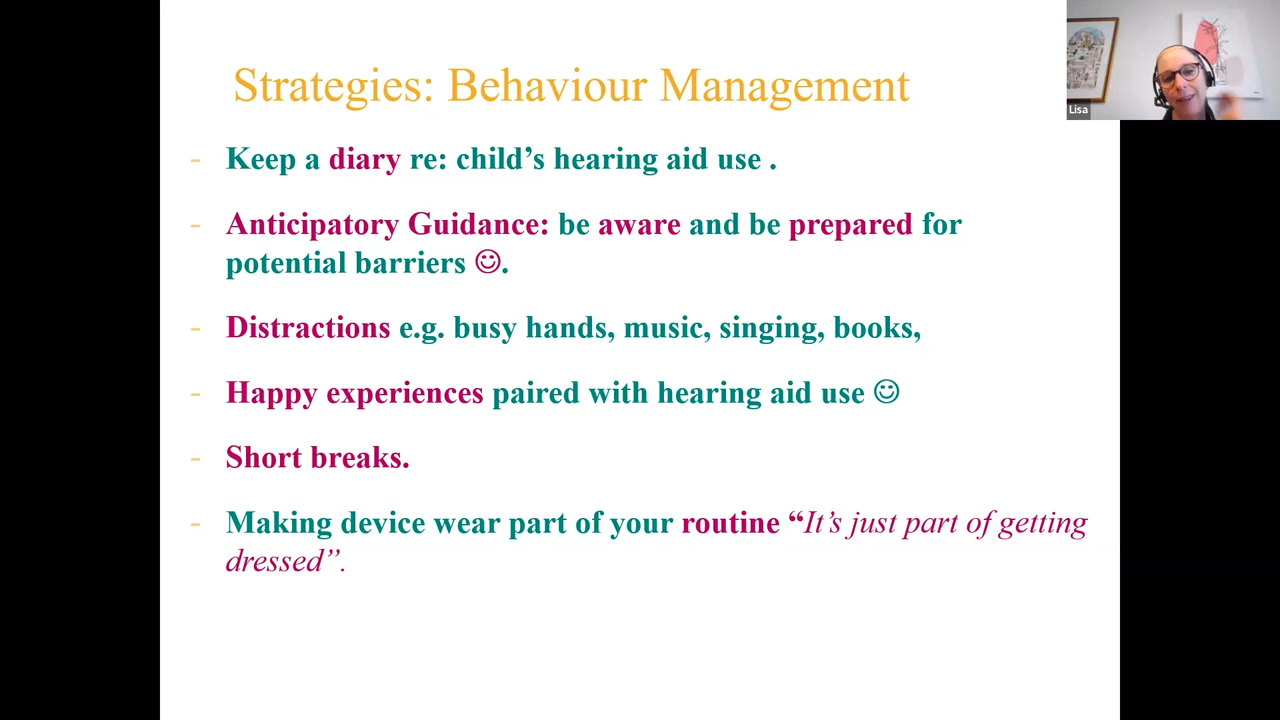 Strategies: Behaviour Management
- Keep a diary re: child’s hearing aid use .
- Anticipatory Guidance: be aware and be prepared for
potential barriers ☺.
- Distractions e.g. busy hands, music, singing, books,
- Happy experiences paired with hearing aid use ☺
- Short breaks.
- Making device wear part of your routine “It’s just part of getting
dressed”.
Lisa